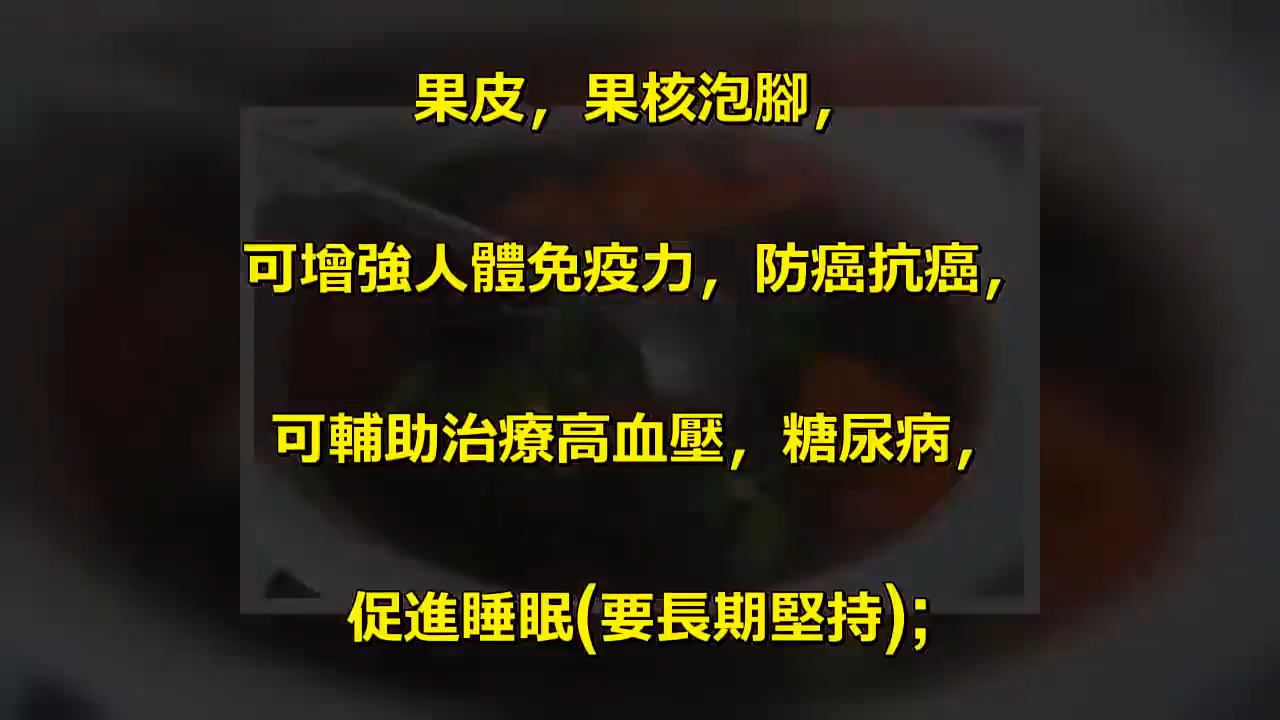 果皮，果核泡腳，
可增強人體免疫力，防癌抗癌，
可輔助治療高血壓，糖尿病，
促進睡眠(要長期堅持);